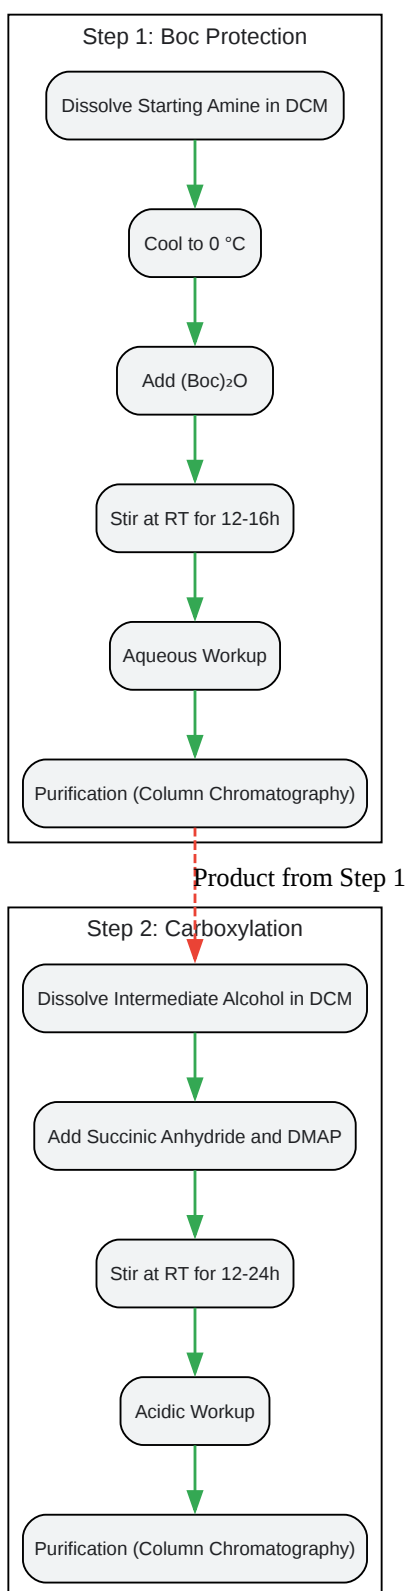 Step 1: Boc Protection
Dissolve Starting Amine in DCM
Cool to 0 °C
Add (Boc)₂O
Stir at RT for 12-16h
Aqueous Workup
Purification (Column Chromatography)
Product from Step 1
Step 2: Carboxylation
Dissolve Intermediate Alcohol in DCM
Add Succinic Anhydride and DMAP
Stir at RT for 12-24h
Acidic Workup
Purification (Column Chromatography)